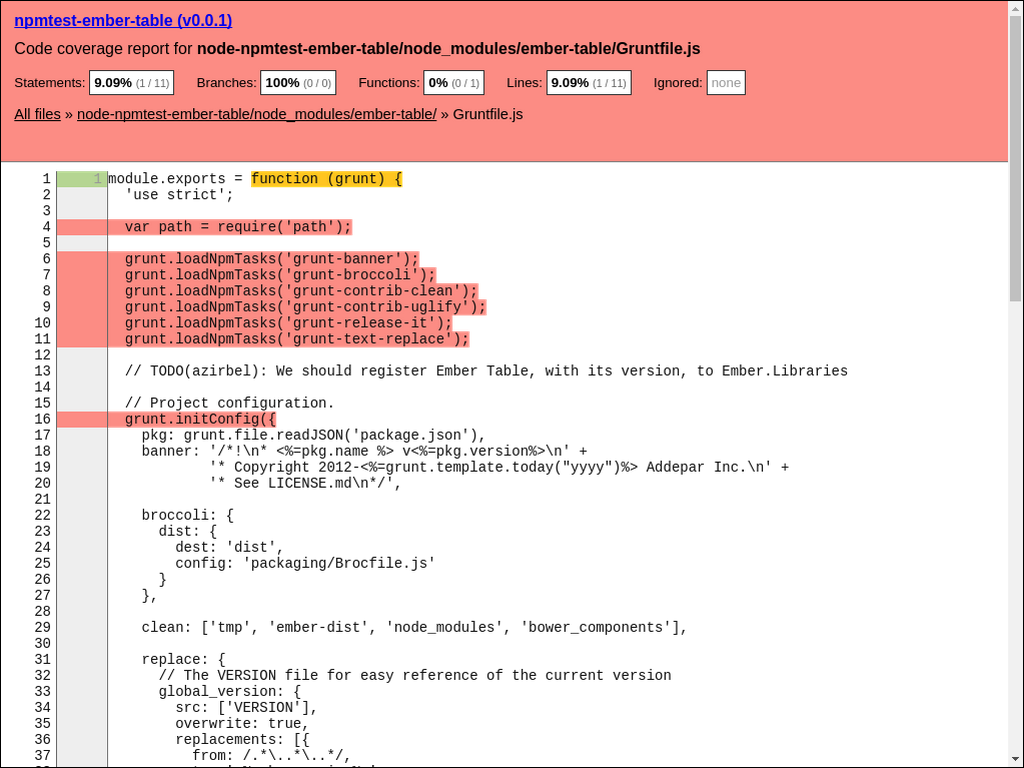 npmtest-ember-table (v0.0.1)
Code coverage report for node-npmtest-ember-table/node_modules/ember-table/Gruntfile.js
Statements: 9.09% (1 / 11) Branches: 100% (0 / 0) Functions: 0% (0 / 1) Lines: 9.09% (1 / 11) Ignored: none
All files » node-npmtest-ember-table/node_modules/ember-table/ » Gruntfile.js
1 1 module.exports = function (grunt) {
2   'use strict';
3
4   var path = require('path');
5
6   grunt.loadNpmTasks('grunt-banner');
7   grunt.loadNpmTasks('grunt-broccoli');
8   grunt.loadNpmTasks('grunt-contrib-clean');
9   grunt.loadNpmTasks('grunt-contrib-uglify');
10   grunt.loadNpmTasks('grunt-release-it');
11   grunt.loadNpmTasks('grunt-text-replace');
12
13   // TODO(azirbel): We should register Ember Table, with its version, to Ember.Libraries
14
15   // Project configuration.
16   grunt.initConfig({
17     pkg: grunt.file.readJSON('package.json'),
18     banner: '/*!\n* <%=pkg.name %> v<%=pkg.version%>\n' +
19             '* Copyright 2012-<%=grunt.template.today("yyyy")%> Addepar Inc.\n' +
20             '* See LICENSE.md\n*/',
21
22     broccoli: {
23       dist: {
24         dest: 'dist',
25         config: 'packaging/Brocfile.js'
26       }
27     },
28
29     clean: ['tmp', 'ember-dist', 'node_modules', 'bower_components'],
30
31     replace: {
32       // The VERSION file for easy reference of the current version
33       global_version: {
34         src: ['VERSION'],
35         overwrite: true,
36         replacements: [{
37           from: /.*\..*\..*/,